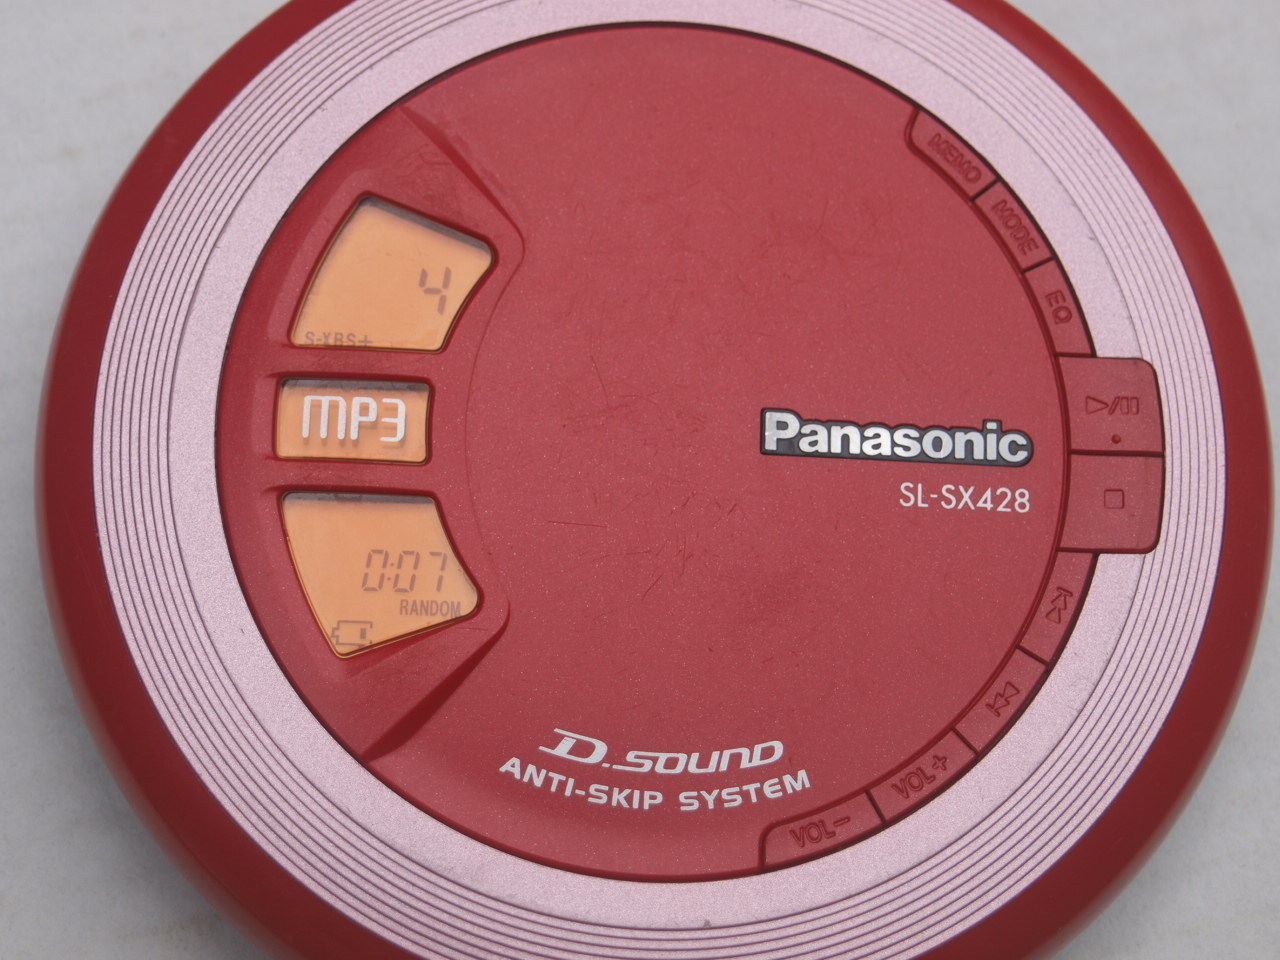 4
S-XBS+
MP3
0:07
RANDOM
MEMO
MODE
EQ
Panasonic
SL-SX428
VOL +
VOL −
D.SOUND
ANTI-SKIP SYSTEM